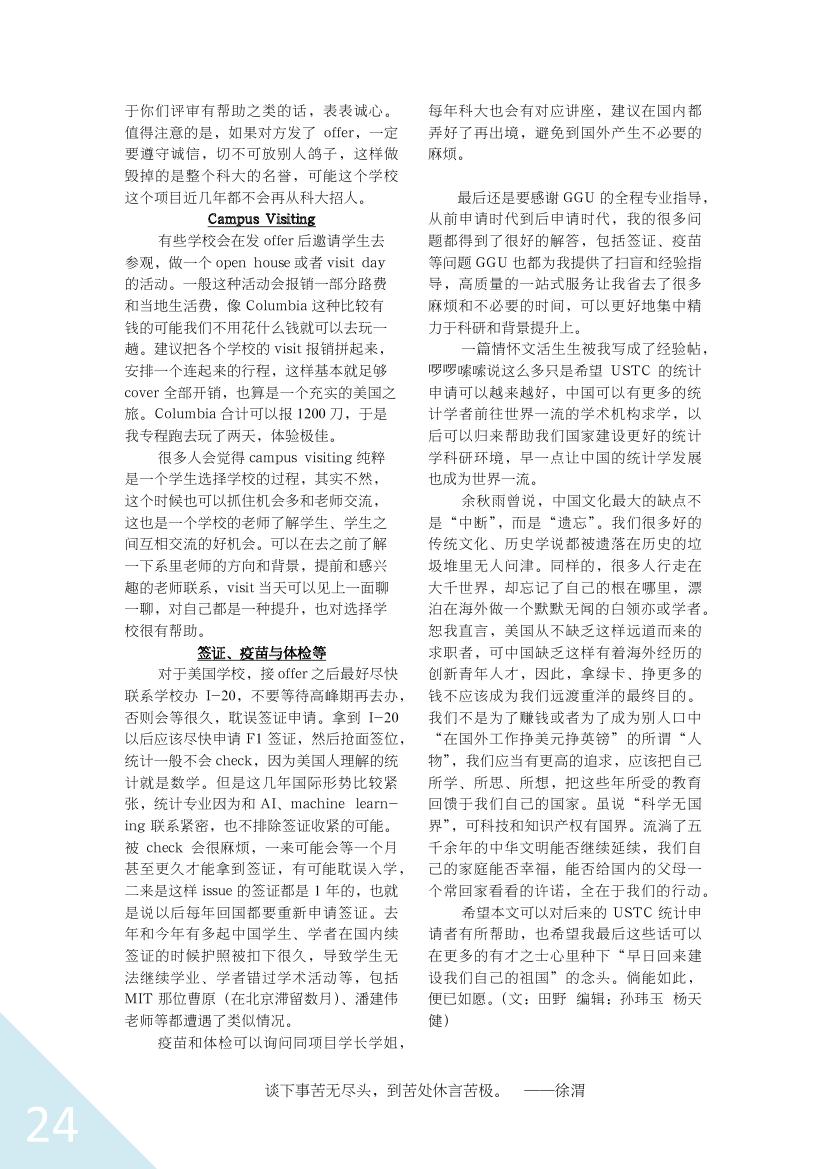 于你们评审有帮助之类的话，表表诚心。
值得注意的是，如果对方发了 offer，一定
要遵守诚信，切不可放别人鸽子，这样做
毁掉的是整个科大的名誉，可能这个学校
这个项目近几年都不会再从科大招人。
Campus Visiting
有些学校会在发 offer 后邀请学生去
参观，做一个 open house 或者 visit day
的活动。一般这种活动会报销一部分路费
和当地生活费，像 Columbia 这种比较有
钱的可能我们不用花什么钱就可以去玩一
趟。建议把各个学校的 visit 报销拼起来，
安排一个连起来的行程，这样基本就足够
cover 全部开销，也算是一个充实的美国之
旅。Columbia 合计可以报 1200 刀，于是
我专程跑去玩了两天，体验极佳。
很多人会觉得 campus visiting 纯粹
是一个学生选择学校的过程，其实不然，
这个时候也可以抓住机会多和老师交流，
这也是一个学校的老师了解学生、学生之
间互相交流的好机会。可以在去之前了解
一下系里老师的方向和背景，提前和感兴
趣的老师联系，visit 当天可以见上一面聊
一聊，对自己都是一种提升，也对选择学
校很有帮助。
签证、疫苗与体检等
对于美国学校，接 offer 之后最好尽快
联系学校办 I-20，不要等待高峰期再去办，
否则会等很久，耽误签证申请。拿到 I-20
以后应该尽快申请 F1 签证，然后抢面签位，
统计一般不会 check，因为美国人理解的统
计就是数学。但是这几年国际形势比较紧
张，统计专业因为和 AI、machine learn-
ing 联系紧密，也不排除签证收紧的可能。
被 check 会很麻烦，一来可能会等一个月
甚至更久才能拿到签证，有可能耽误入学，
二来是这样 issue 的签证都是 1 年的，也就
是说以后每年回国都要重新申请签证。去
年和今年有多起中国学生、学者在国内续
签证的时候护照被扣下很久，导致学生无
法继续学业、学者错过学术活动等，包括
MIT 那位曹原（在北京滞留数月）、潘建伟
老师等都遭遇了类似情况。
疫苗和体检可以询问同项目学长学姐，
每年科大也会有对应讲座，建议在国内都
弄好了再出境，避免到国外产生不必要的
麻烦。
最后还是要感谢 GGU 的全程专业指导，
从前申请时代到后申请时代，我的很多问
题都得到了很好的解答，包括签证、疫苗
等问题 GGU 也都为我提供了扫盲和经验指
导，高质量的一站式服务让我省去了很多
麻烦和不必要的时间，可以更好地集中精
力于科研和背景提升上。
一篇情怀文活生生被我写成了经验帖，
啰啰嗦嗦说这么多只是希望 USTC 的统计
申请可以越来越好，中国可以有更多的统
计学者前往世界一流的学术机构求学，以
后可以归来帮助我们国家建设更好的统计
学科研环境，早一点让中国的统计学发展
也成为世界一流。
余秋雨曾说，中国文化最大的缺点不
是“中断”，而是“遗忘”。我们很多好的
传统文化、历史学说都被遗落在历史的垃
圾堆里无人问津。同样的，很多人行走在
大千世界，却忘记了自己的根在哪里，漂
泊在海外做一个默默无闻的白领亦或学者。
恕我直言，美国从不缺乏这样远道而来的
求职者，可中国缺乏这样有着海外经历的
创新青年人才，因此，拿绿卡、挣更多的
钱不应该成为我们远渡重洋的最终目的。
我们不是为了赚钱或者为了成为别人口中
“在国外工作挣美元挣英镑”的所谓“人
物”，我们应当有更高的追求，应该把自己
所学、所思、所想，把这些年所受的教育
回馈于我们自己的国家。虽说“科学无国
界”，可科技和知识产权有国界。流淌了五
千余年的中华文明能否继续延续，我们自
己的家庭能否幸福，能否给国内的父母一
个常回家看看的许诺，全在于我们的行动。
希望本文可以对后来的 USTC 统计申
请者有所帮助，也希望我最后这些话可以
在更多的有才之士心里种下“早日回来建
设我们自己的祖国”的念头。倘能如此，
便已如愿。（文：田野 编辑：孙玮玉 杨天
健）
谈下事苦无尽头，到苦处休言苦极。 ——徐渭
24